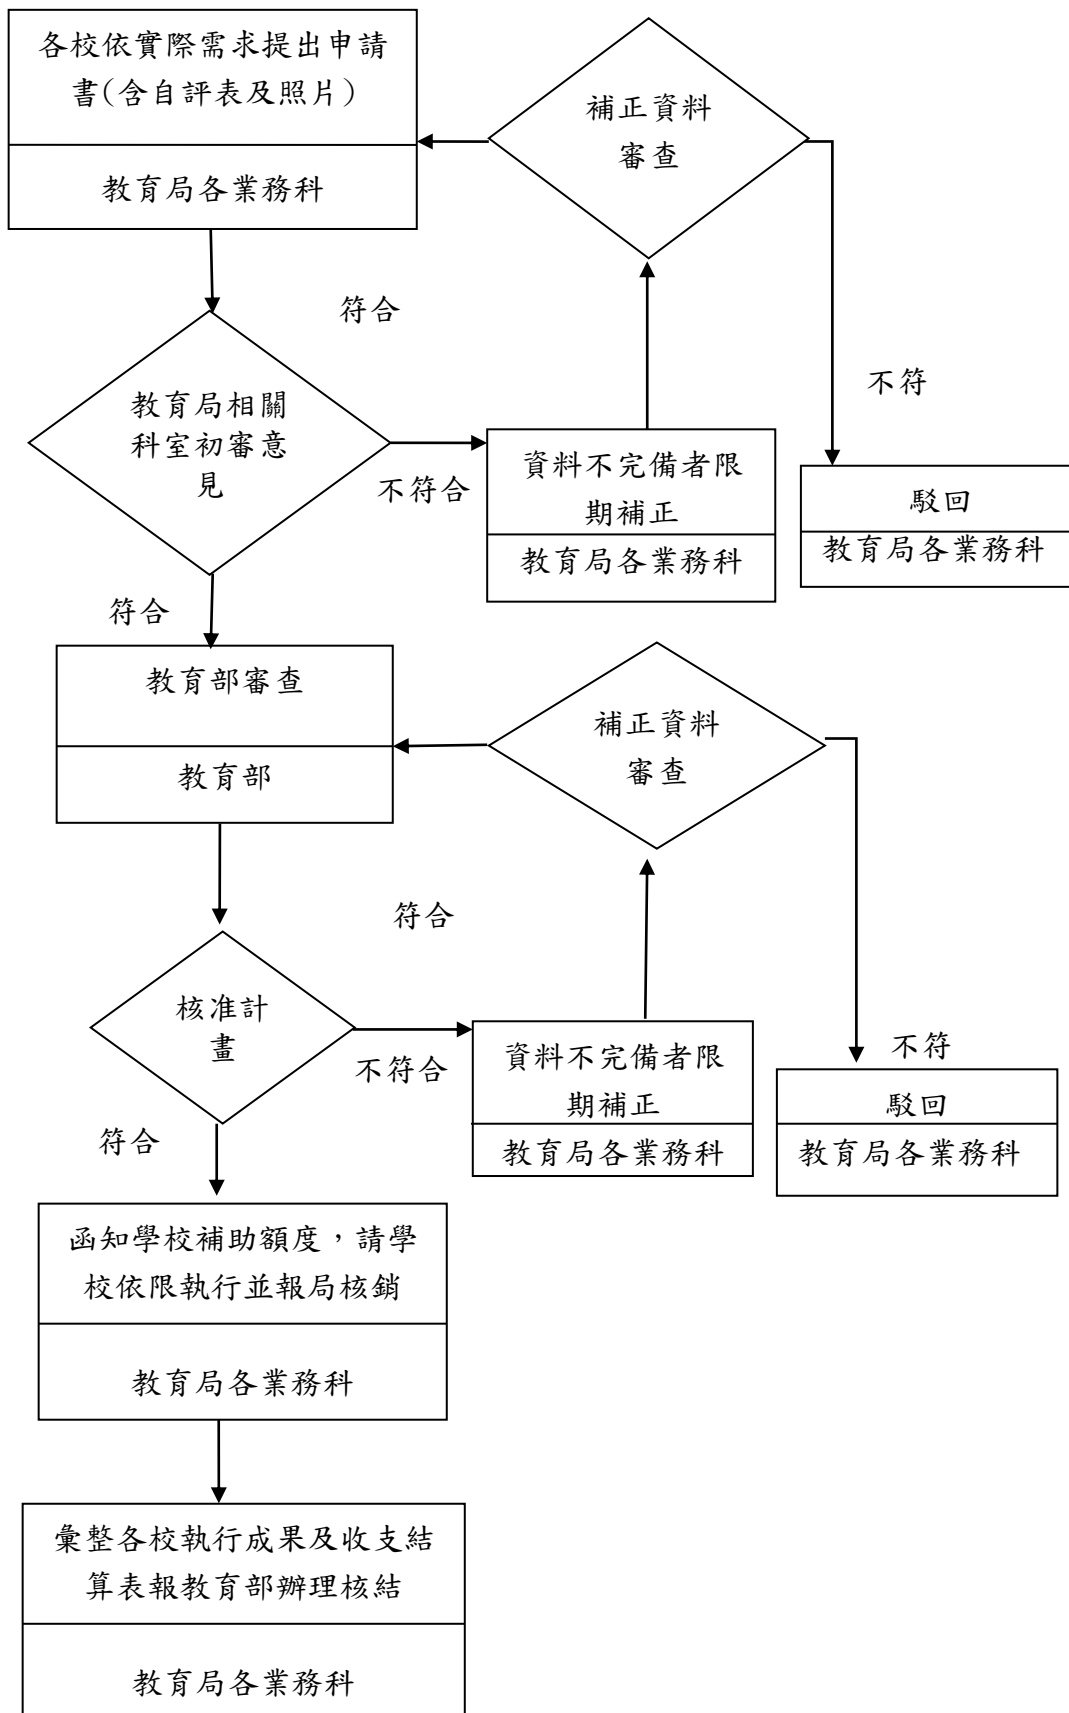 各校依實際需求提出申請
書(含自評表及照片)
教育局各業務科
補正資料
審查
符合
不符
教育局相關
科室初審意
見
不符合
資料不完備者限
期補正
教育局各業務科
駁回
教育局各業務科
符合
教育部審查
教育部
補正資料
審查
符合
核准計
畫
不符合
資料不完備者限
期補正
教育局各業務科
不符
駁回
教育局各業務科
符合
函知學校補助額度，請學
校依限執行並報局核銷
教育局各業務科
彙整各校執行成果及收支結
算表報教育部辦理核結
教育局各業務科